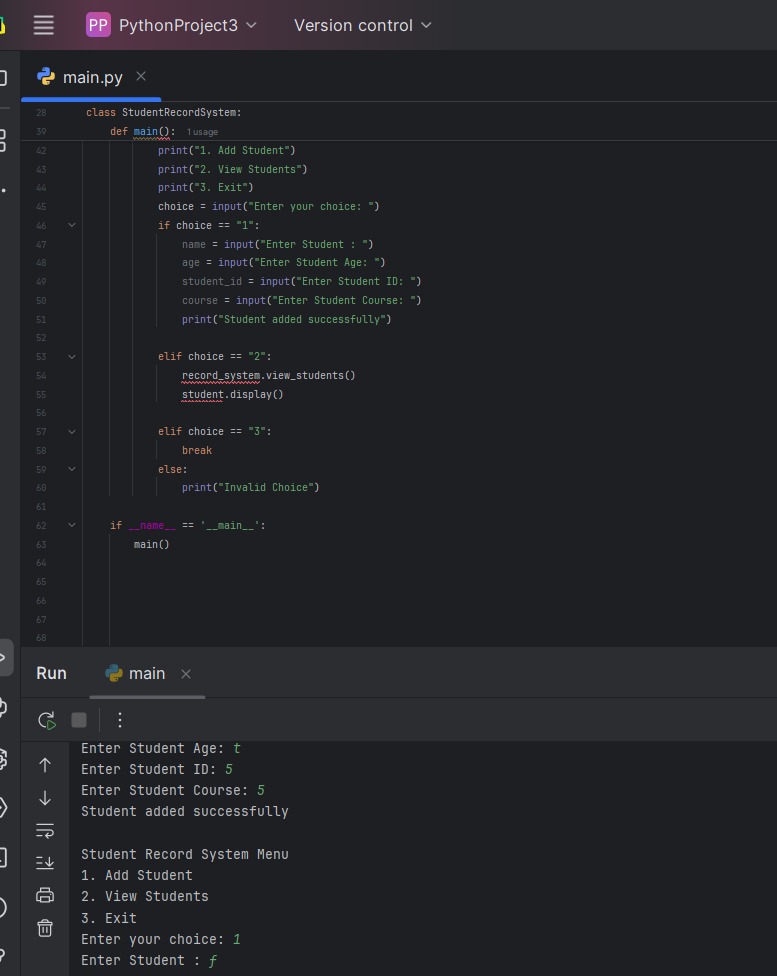 PP PythonProject3 Version control
main.py
28 class StudentRecordSystem:
39 def main(): 1 usage
42 print("1. Add Student")
43 print("2. View Students")
44 print("3. Exit")
45 choice = input("Enter your choice: ")
46 if choice == "1":
47 name = input("Enter Student : ")
48 age = input("Enter Student Age: ")
49 student_id = input("Enter Student ID: ")
50 course = input("Enter Student Course: ")
51 print("Student added successfully")
52
53 elif choice == "2":
54 record_system.view_students()
55 student.display()
56
57 elif choice == "3":
58 break
59 else:
60 print("Invalid Choice")
61
62 if __name__ == '__main__':
63 main()
64
65
66
67
68
Run main
Enter Student Age: t
Enter Student ID: 5
Enter Student Course: 5
Student added successfully
Student Record System Menu
1. Add Student
2. View Students
3. Exit
Enter your choice: 1
Enter Student : f